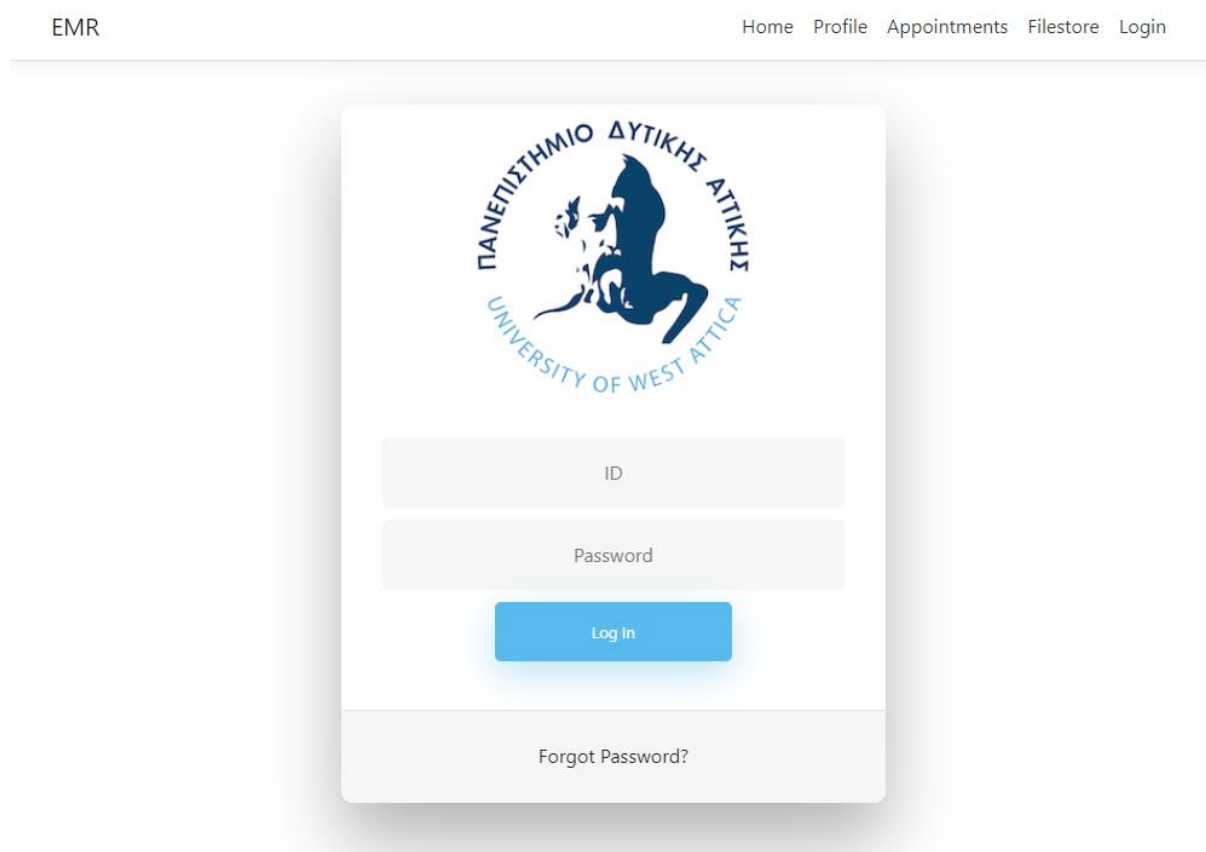 EMR
Home Profile Appointments Filestore Login
ΠΑΝΕΠΙΣΤΗΜΙΟ ΔΥΤΙΚΗΣ ΑΤΤΙΚΗΣ
UNIVERSITY OF WEST ATTICA
ID
Password
Log In
Forgot Password?